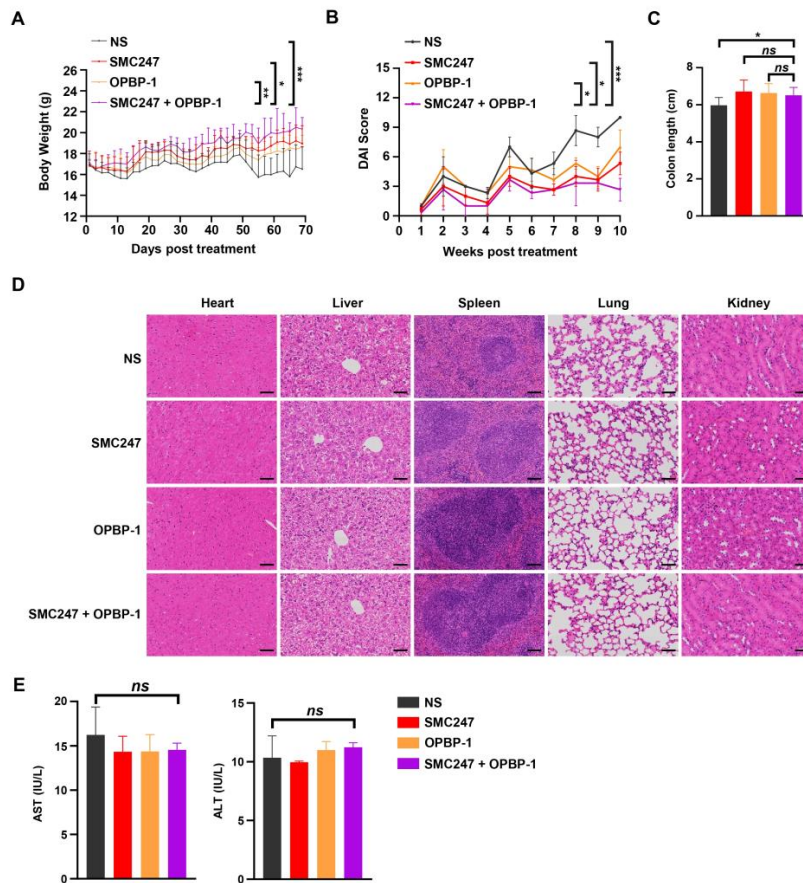 A
NS
SMC247
OPBP-1
SMC247 + OPBP-1
**
*
***
Body Weight (g)
26
24
22
20
18
16
14
12
0 10 20 30 40 50 60 70
Days post treatment
B
NS
SMC247
OPBP-1
SMC247 + OPBP-1
*
*
***
DAI Score
15
12
9
6
3
0
0 1 2 3 4 5 6 7 8 9 10
Weeks post treatment
C
*
ns
ns
Colon length (cm)
8
6
4
2
0
D
Heart Liver Spleen Lung Kidney
NS
SMC247
OPBP-1
SMC247 + OPBP-1
E
ns
AST (IU/L)
20
15
10
5
0
ns
ALT (IU/L)
15
10
5
0
NS
SMC247
OPBP-1
SMC247 + OPBP-1